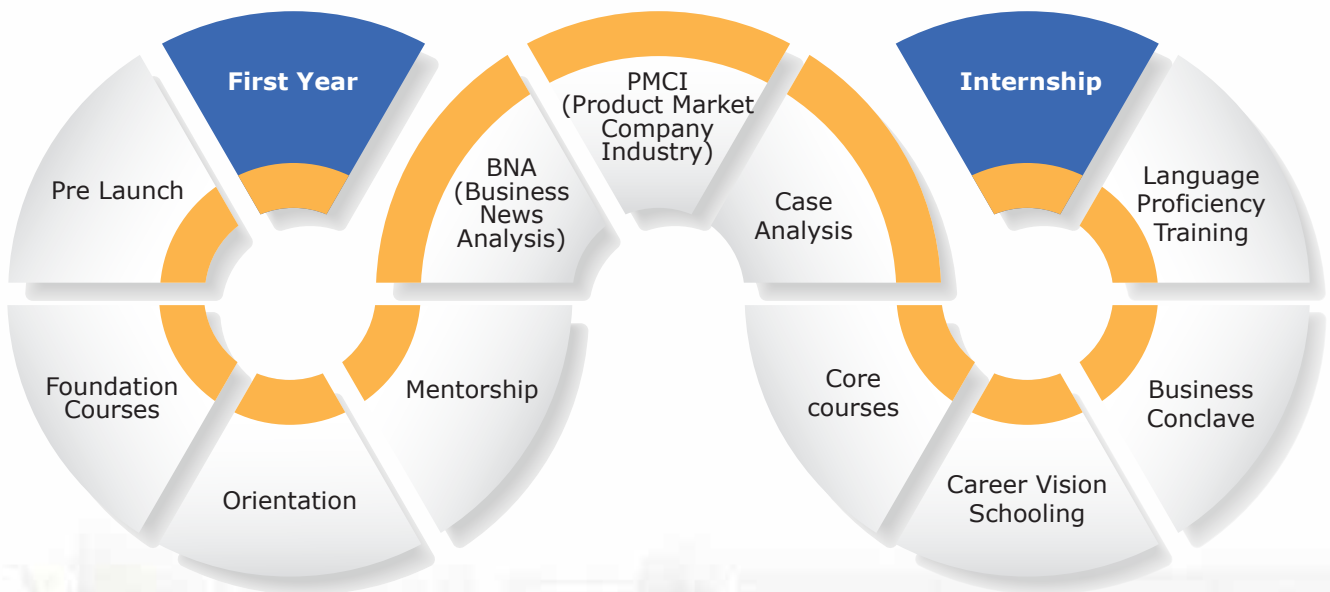 First Year
Pre Launch
Foundation
Courses
Orientation
Mentorship
BNA
(Business
News
Analysis)
PMCI
(Product Market
Company
Industry)
Case
Analysis
Core
courses
Career Vision
Schooling
Business
Conclave
Language
Proficiency
Training
Internship